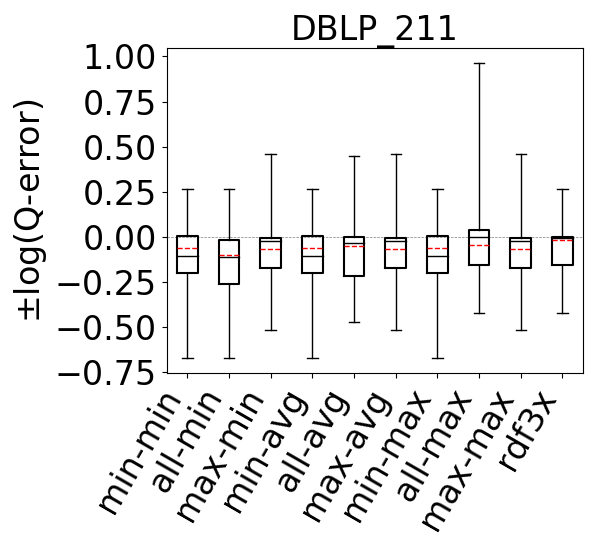 DBLP_211
±log(Q-error)
1.00
0.75
0.50
0.25
0.00
−0.25
−0.50
−0.75
min-min
all-min
max-min
min-avg
all-avg
max-avg
min-max
all-max
max-max
rdf3x